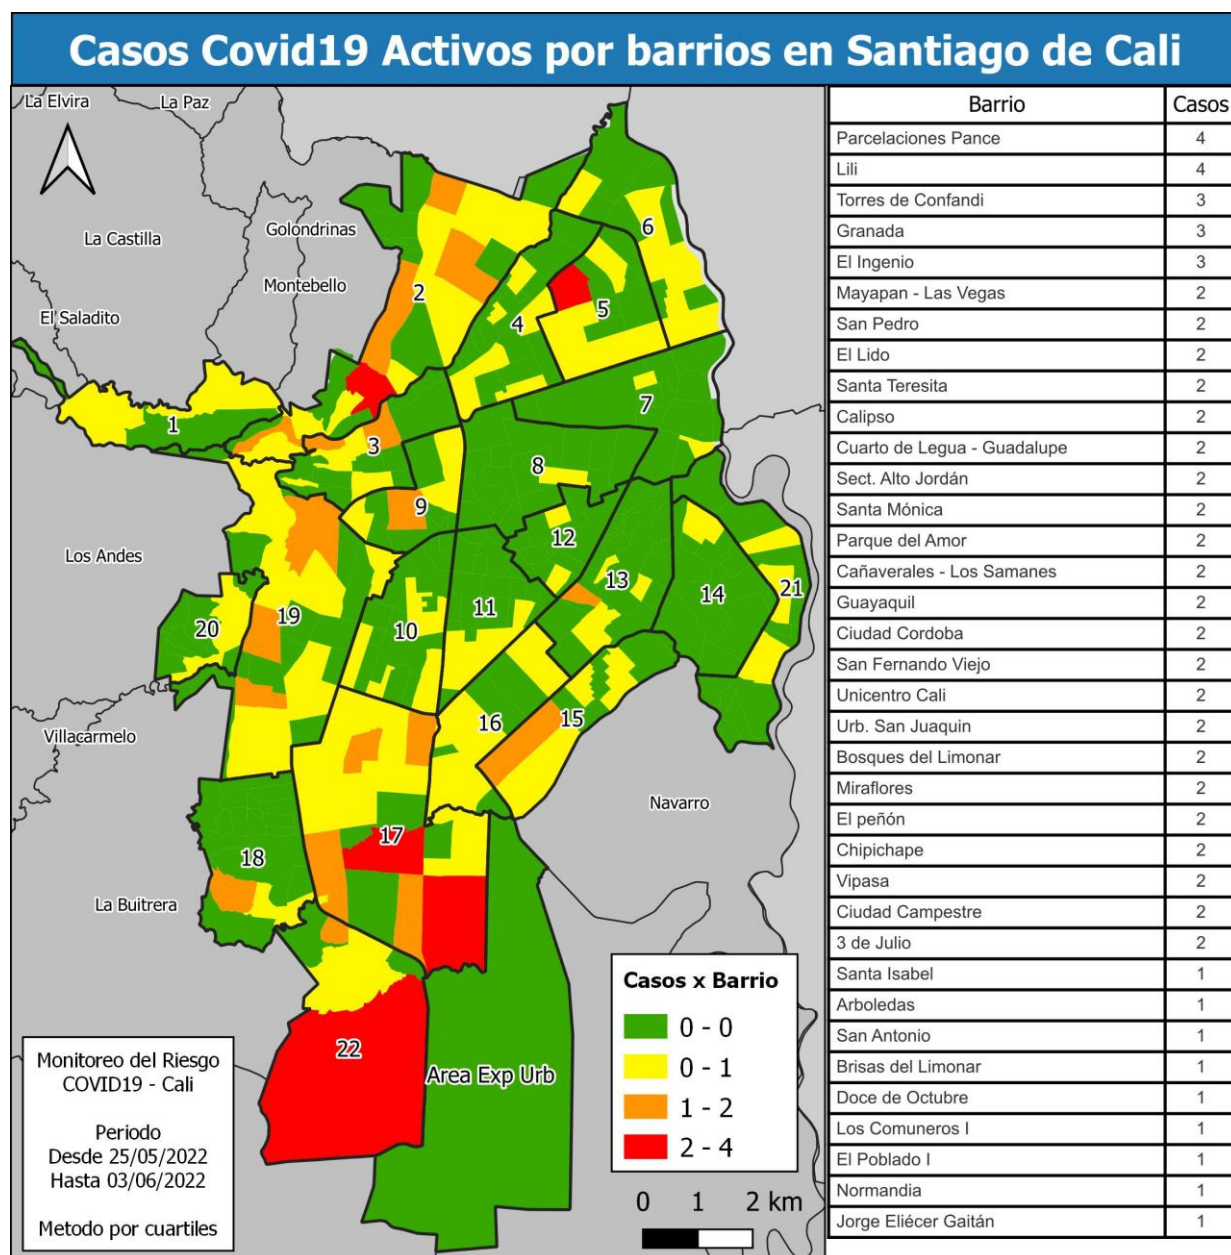 Casos Covid19 Activos por barrios en Santiago de Cali
La Elvira
La Paz
La Castilla
Golondrinas
Montebello
El Saladito
Los Andes
Villacarmelo
La Buitrera
Navarro
1
2
3
4
5
6
7
8
9
10
11
12
13
14
15
16
17
18
19
20
21
22
Area Exp Urb
Casos x Barrio
0 - 0
0 - 1
1 - 2
2 - 4
0 1 2 km
Monitoreo del Riesgo
COVID19 - Cali
Periodo
Desde 25/05/2022
Hasta 03/06/2022
Metodo por cuartiles
Barrio Casos
Parcelaciones Pance 4
Lili 4
Torres de Confandi 3
Granada 3
El Ingenio 3
Mayapan - Las Vegas 2
San Pedro 2
El Lido 2
Santa Teresita 2
Calipso 2
Cuarto de Legua - Guadalupe 2
Sect. Alto Jordán 2
Santa Mónica 2
Parque del Amor 2
Cañaverales - Los Samanes 2
Guayaquil 2
Ciudad Cordoba 2
San Fernando Viejo 2
Unicentro Cali 2
Urb. San Juaquin 2
Bosques del Limonar 2
Miraflores 2
El peñón 2
Chipichape 2
Vipasa 2
Ciudad Campestre 2
3 de Julio 2
Santa Isabel 1
Arboledas 1
San Antonio 1
Brisas del Limonar 1
Doce de Octubre 1
Los Comuneros I 1
El Poblado I 1
Normandia 1
Jorge Eliécer Gaitán 1